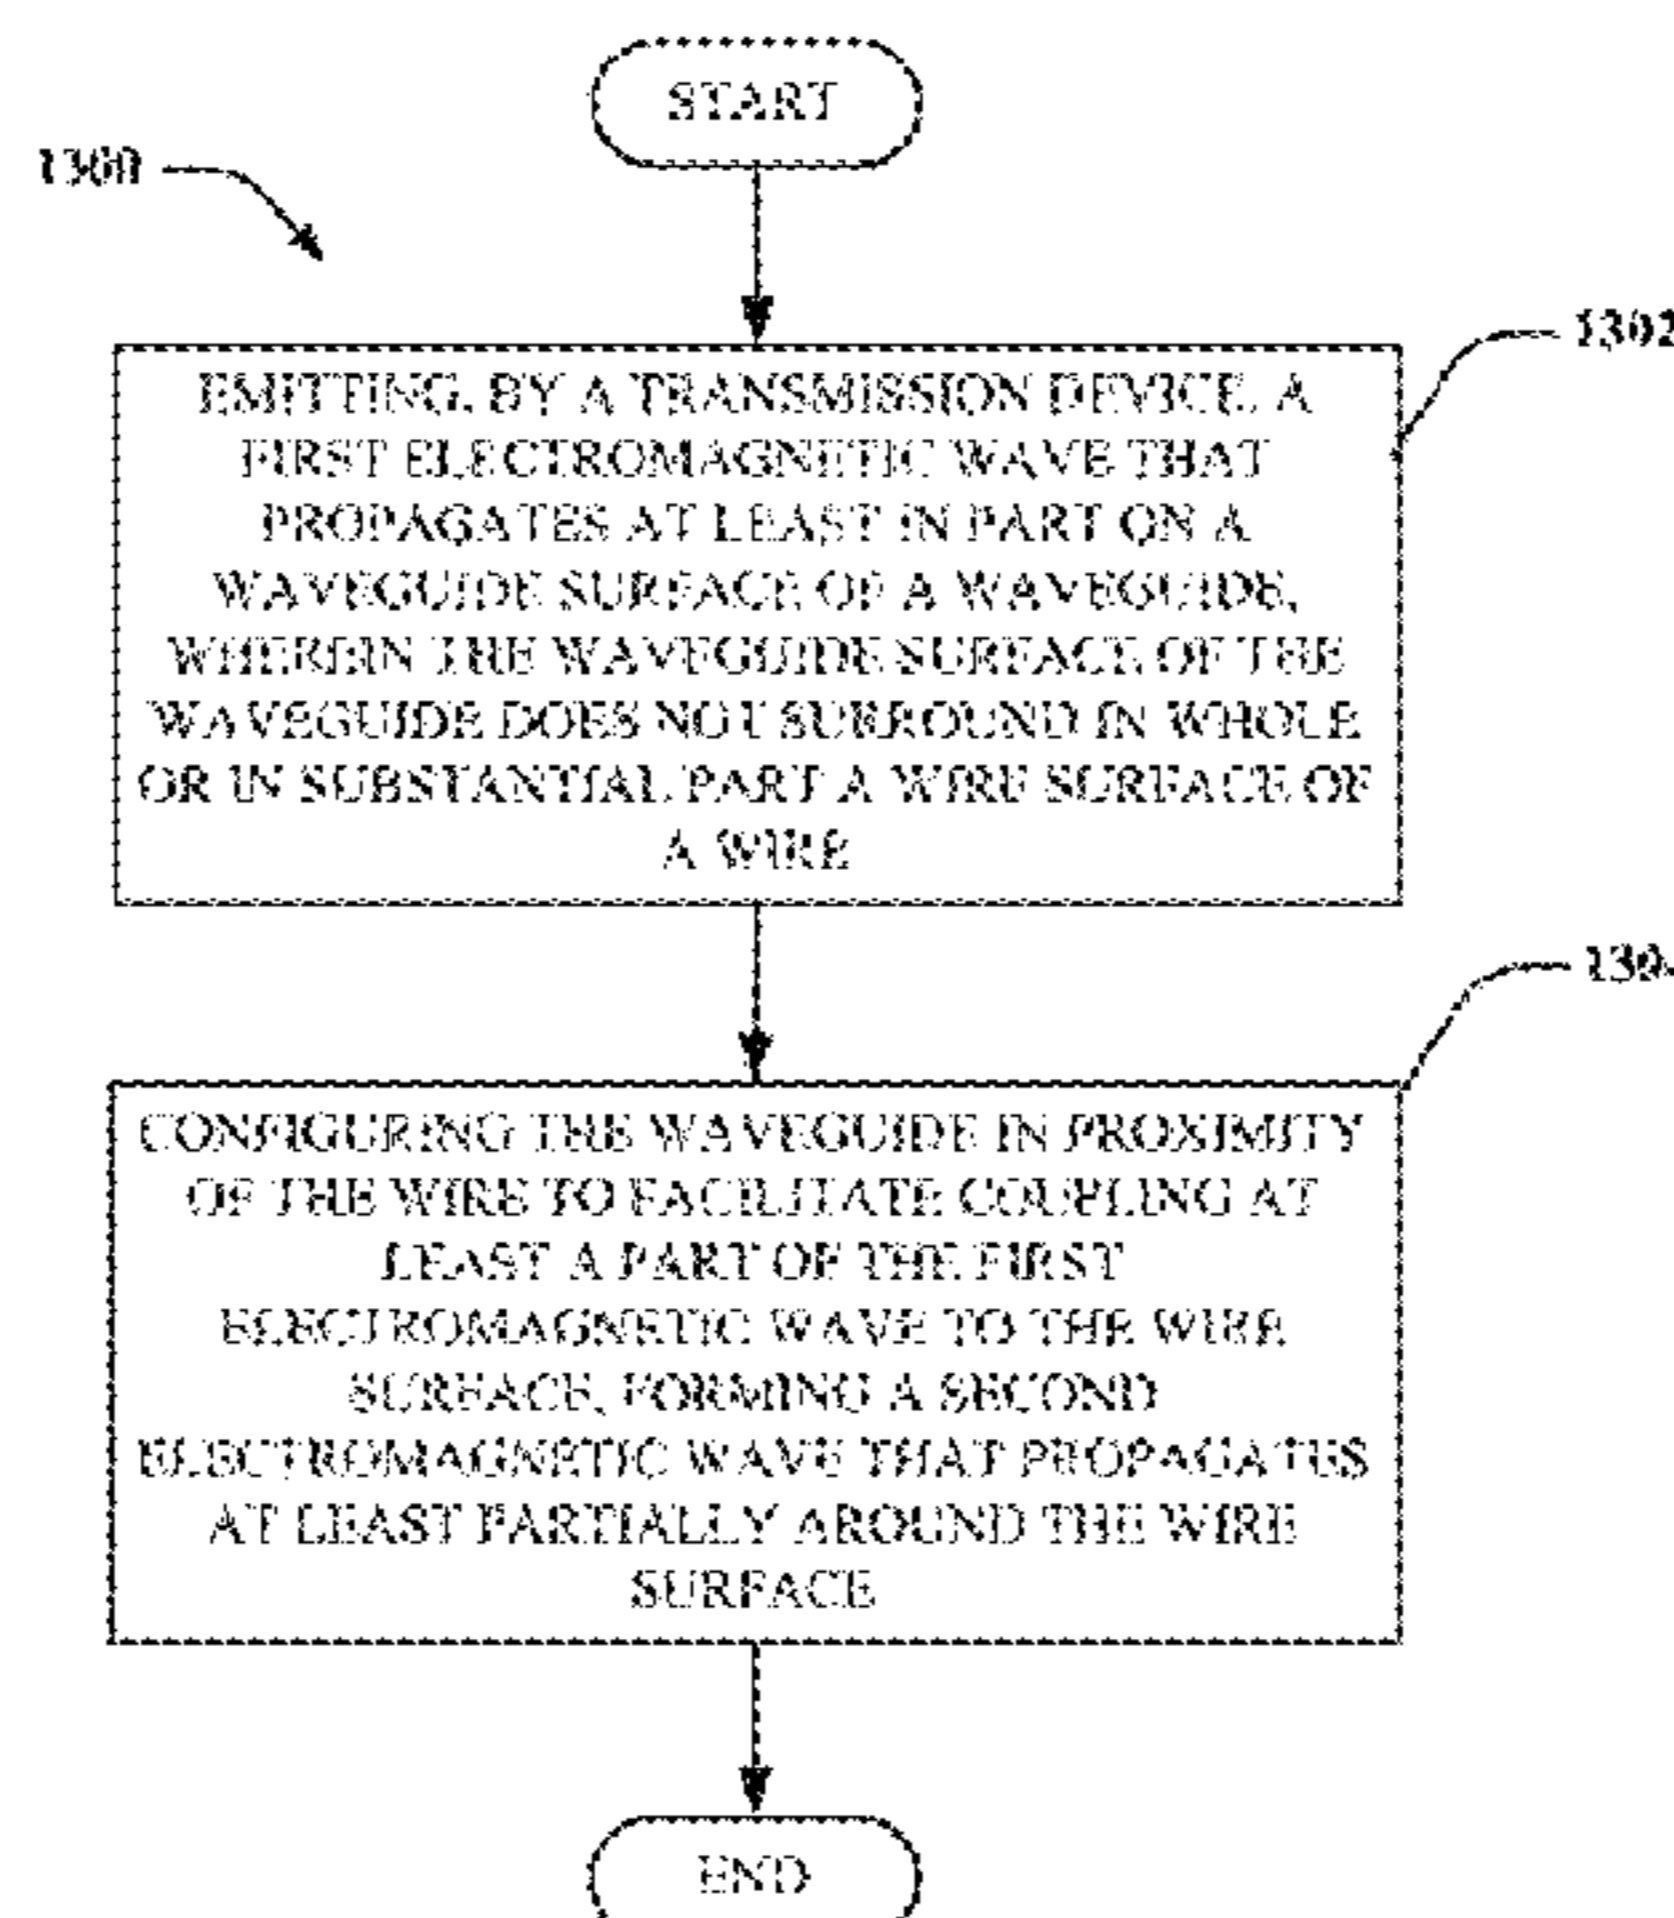 START
1300
1302
EMITTING, BY A TRANSMISSION DEVICE, A
FIRST ELECTROMAGNETIC WAVE THAT
PROPAGATES AT LEAST IN PART ON A
WAVEGUIDE SURFACE OF A WAVEGUIDE,
WHEREIN THE WAVEGUIDE SURFACE OF THE
WAVEGUIDE DOES NOT SURROUND IN WHOLE
OR IN SUBSTANTIAL PART A WIRE SURFACE OF
A WIRE
CONFIGURING THE WAVEGUIDE IN PROXIMITY
OF THE WIRE TO FACILITATE COUPLING AT
LEAST A PART OF THE FIRST
ELECTROMAGNETIC WAVE TO THE WIRE
SURFACE, FORMING A SECOND
ELECTROMAGNETIC WAVE THAT PROPAGATES
AT LEAST PARTIALLY AROUND THE WIRE
SURFACE
END